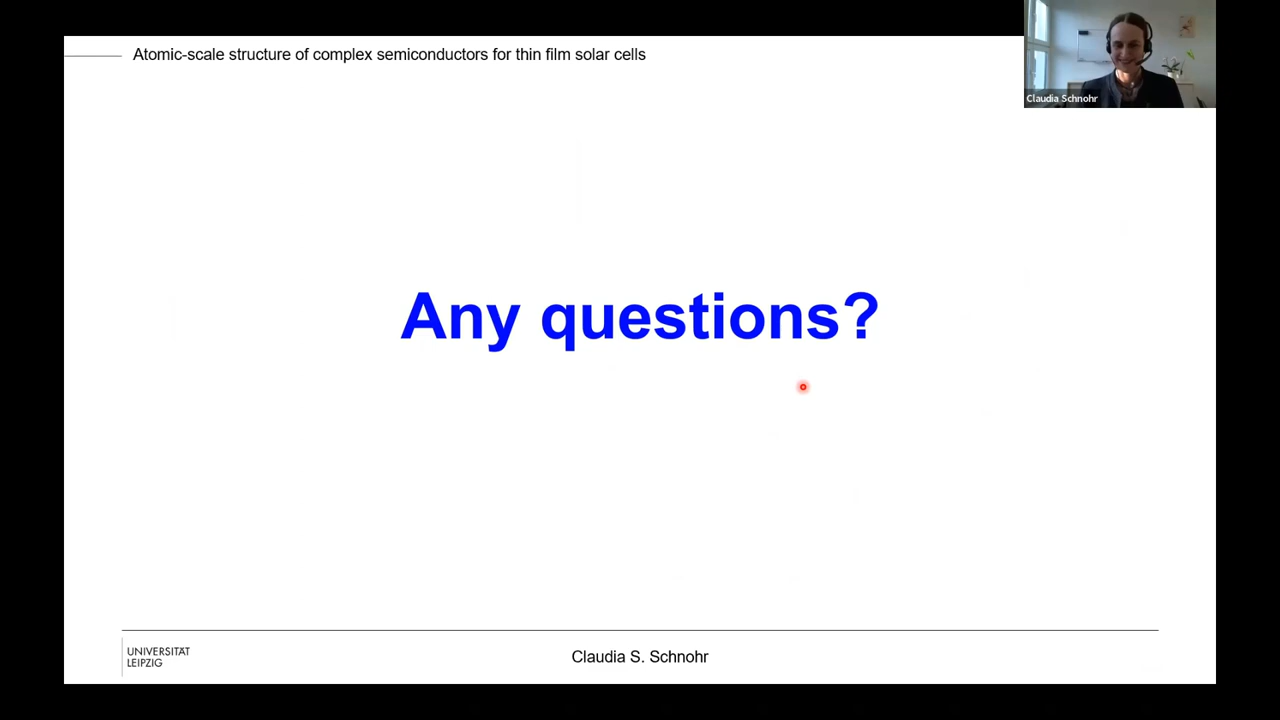 Atomic-scale structure of complex semiconductors for thin film solar cells
Claudia Schnohr
Any questions?
UNIVERSITÄT
LEIPZIG
Claudia S. Schnohr